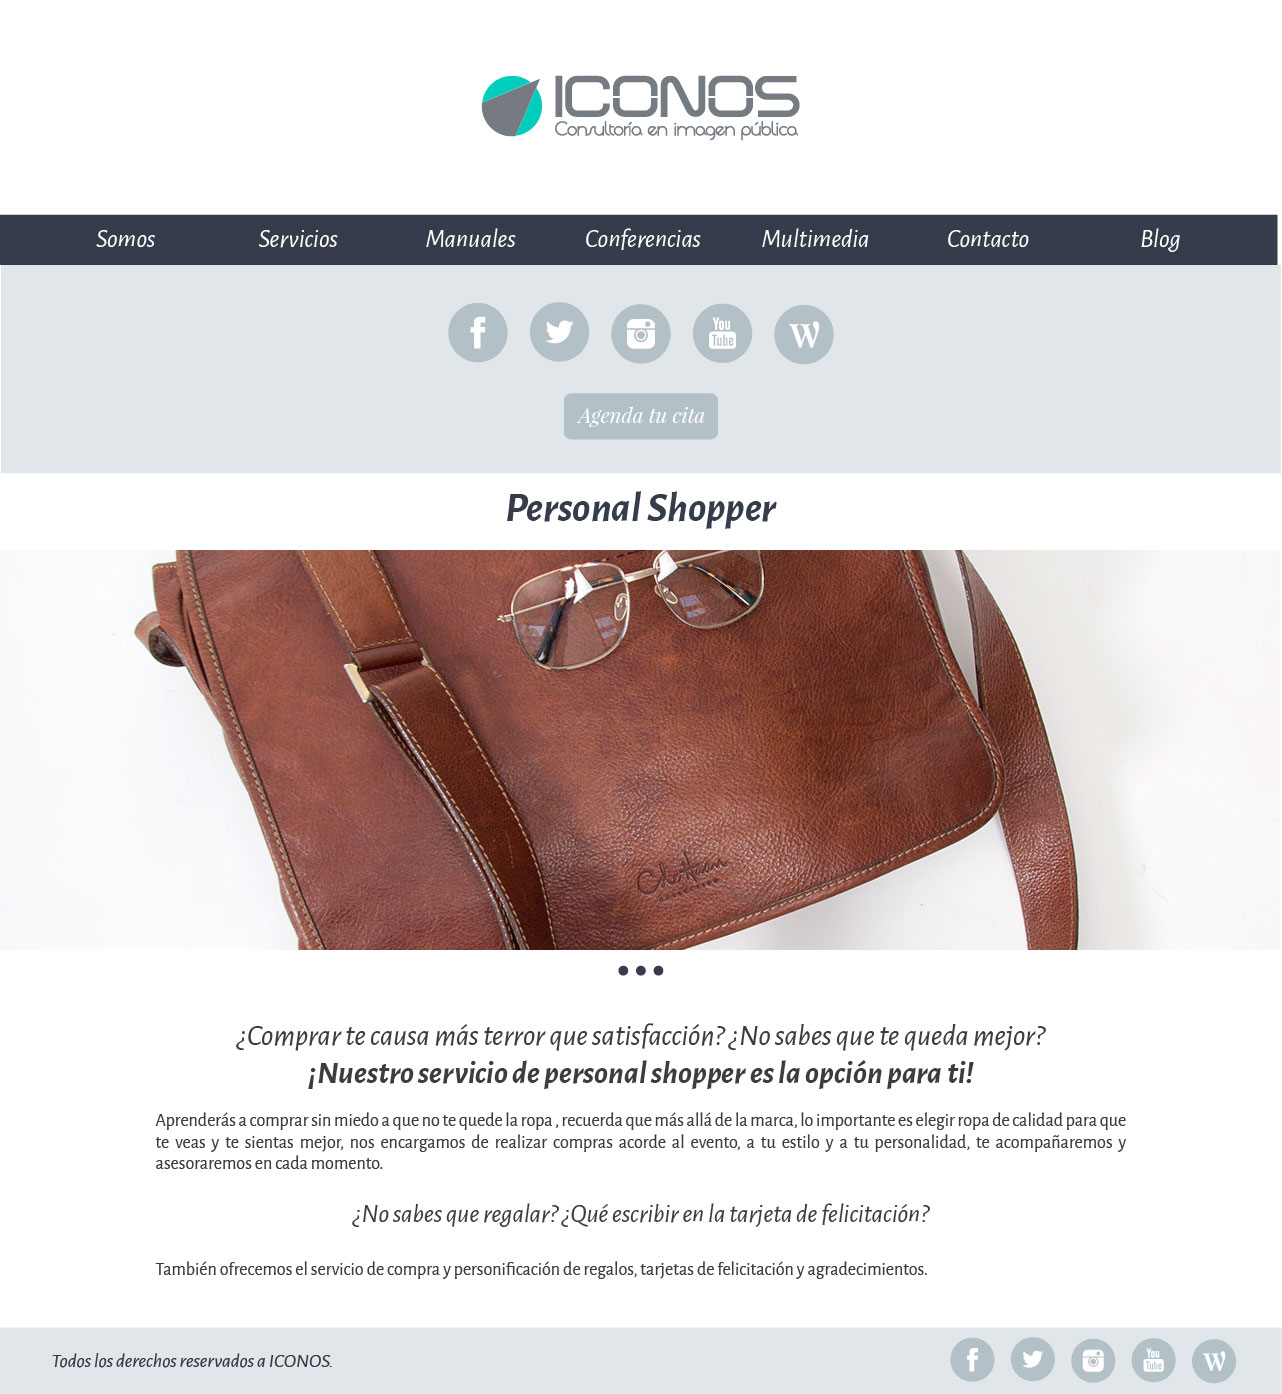 ICONOS
Consultoría en imagen pública
Somos Servicios Manuales Conferencias Multimedia Contacto Blog
f You Tube W
Agenda tu cita
Personal Shopper
COLLECTION
¿Comprar te causa más terror que satisfacción? ¿No sabes que te queda mejor?
¡Nuestro servicio de personal shopper es la opción para ti!
Aprenderás a comprar sin miedo a que no te quede la ropa , recuerda que más allá de la marca, lo importante es elegir ropa de calidad para que
te veas y te sientas mejor, nos encargamos de realizar compras acorde al evento, a tu estilo y a tu personalidad, te acompañaremos y
asesoraremos en cada momento.
¿No sabes que regalar? ¿Qué escribir en la tarjeta de felicitación?
También ofrecemos el servicio de compra y personificación de regalos, tarjetas de felicitación y agradecimientos.
Todos los derechos reservados a ICONOS.
f You Tube W